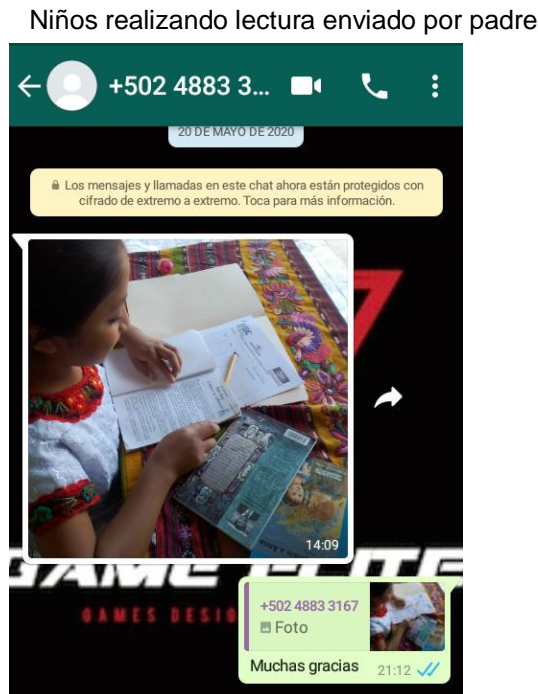 Niños realizando lectura enviado por padre
+502 4883 3...
20 DE MAYO DE 2020
Los mensajes y llamadas en este chat ahora están protegidos con
cifrado de extremo a extremo. Toca para más información.
14:09
GAME ELITE
GAMES DESIG
+502 4883 3167
Foto
Muchas gracias 21:12